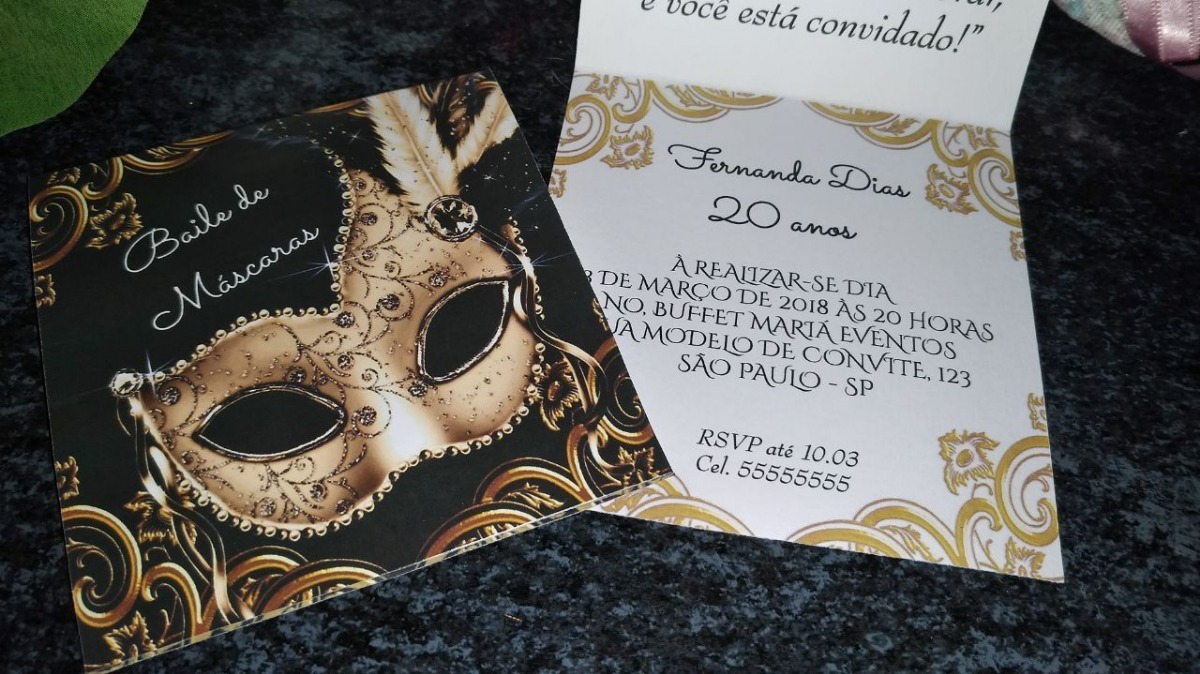 Baile de
Máscaras
e você está convidado!”
Fernanda Dias
20 anos
À REALIZAR-SE DIA
DE MARÇO DE 2018 ÀS 20 HORAS
NO, BUFFET MARIÁ EVENTOS
MODELO DE CONVITE, 123
SÃO PAULO - SP
RSVP até 10.03
Cel. 55555555